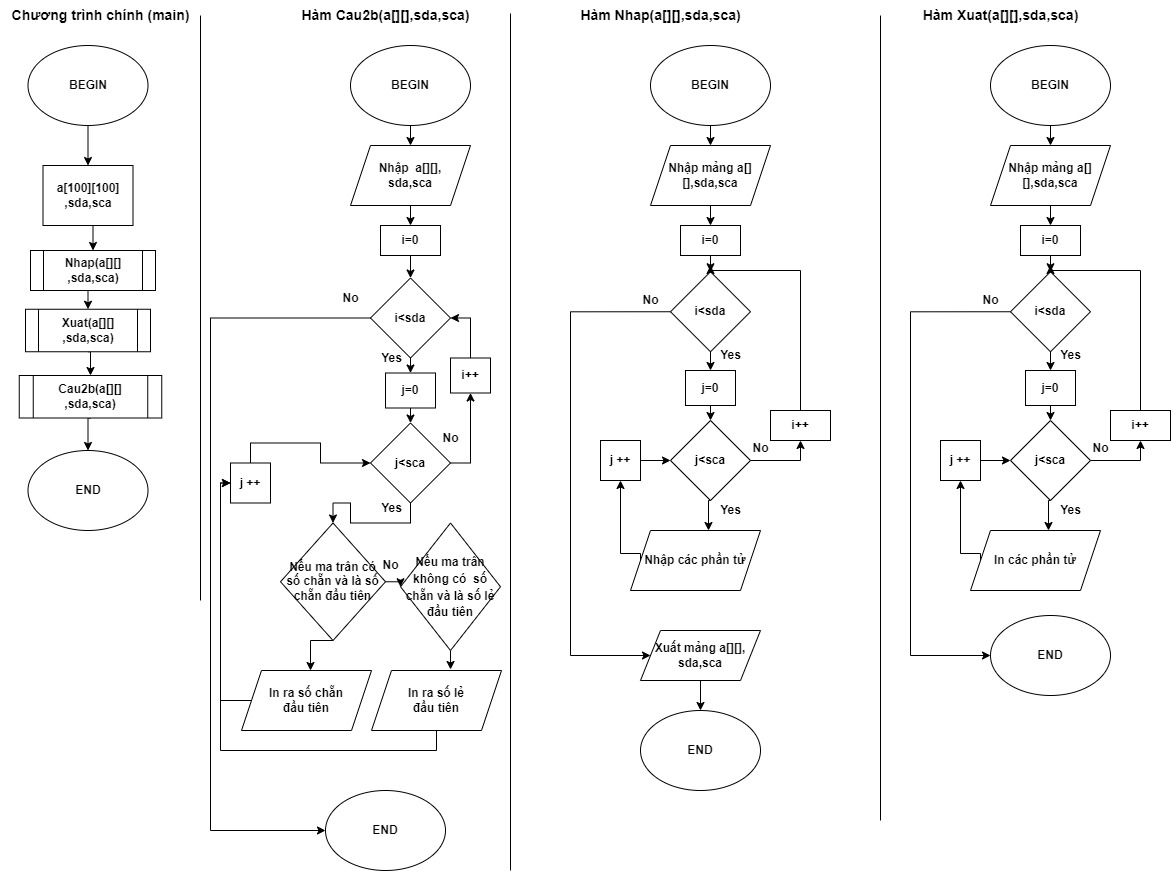 Chương trình chính (main)
BEGIN
a[100][100]
,sda,sca
Nhap(a[][]
,sda,sca)
Xuat(a[][]
,sda,sca)
Cau2b(a[][]
,sda,sca)
END
Hàm Cau2b(a[][],sda,sca)
BEGIN
Nhập a[][],
sda,sca
i=0
i<sda
No
Yes
j=0
i++
j<sca
No
Yes
j ++
Nếu ma trân có
số chẵn và là số
chẵn đầu tiên
No
Nếu ma trân
không có số
chẵn và là số lẻ
đầu tiên
In ra số chẵn
đầu tiên
In ra số lẻ
đầu tiên
END
Hàm Nhap(a[][],sda,sca)
BEGIN
Nhập mảng a[]
[],sda,sca
i=0
i<sda
No
Yes
j=0
i++
j<sca
No
Yes
j ++
Nhập các phần tử
Xuất mảng a[][],
sda,sca
END
Hàm Xuat(a[][],sda,sca)
BEGIN
Nhập mảng a[]
[],sda,sca
i=0
i<sda
No
Yes
j=0
i++
j<sca
No
Yes
j ++
In các phần tử
END